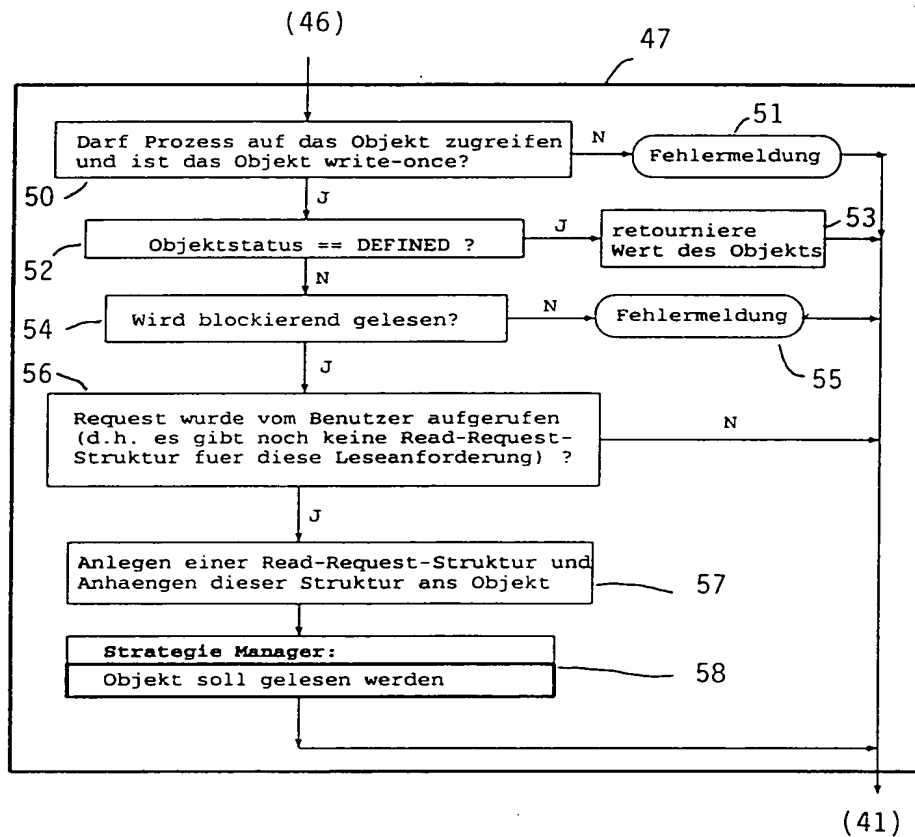 (46)
47
Darf Prozess auf das Objekt zugreifen
und ist das Objekt write-once?
N
51
Fehlermeldung
50
J
52
Objektstatus == DEFINED ?
J
53
retourniere
Wert des Objekts
N
54
Wird blockierend gelesen?
N
Fehlermeldung
55
J
56
Request wurde vom Benutzer aufgerufen
(d.h. es gibt noch keine Read-Request-
Struktur fuer diese Leseanforderung) ?
N
J
Anlegen einer Read-Request-Struktur und
Anhaengen dieser Struktur ans Objekt
57
Strategie Manager:
Objekt soll gelesen werden
58
(41)